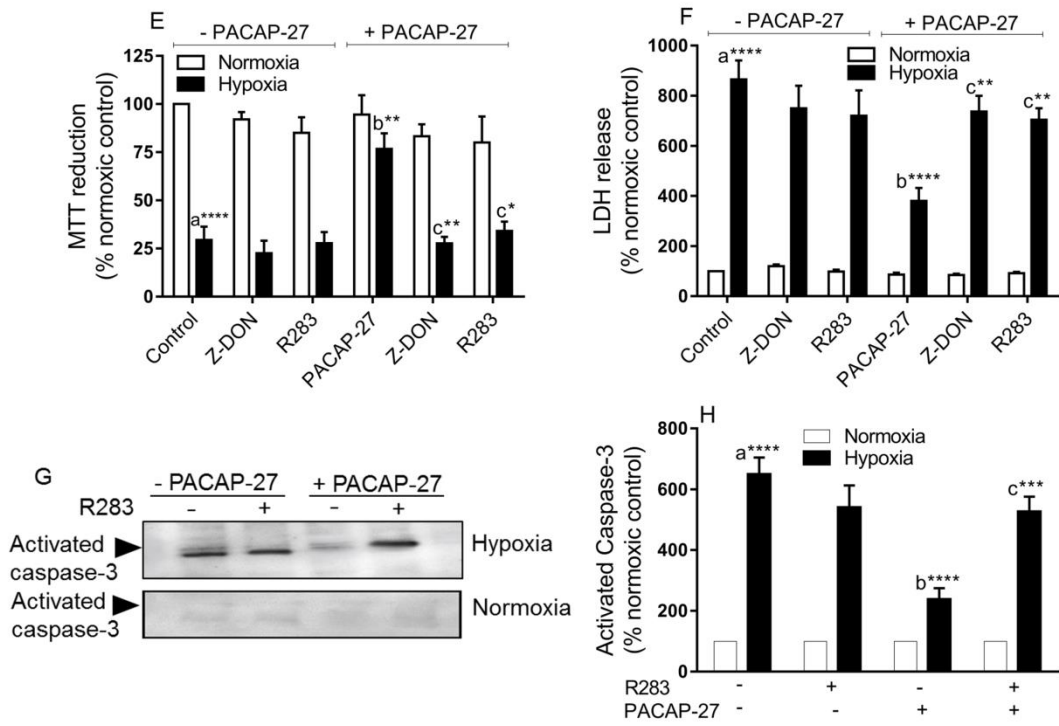 E
- PACAP-27 + PACAP-27
Normoxia
Hypoxia
MTT reduction
(% normoxic control)
125
100
75
50
25
0
a****
b**
c**
c*
Control
Z-DON
R283
PACAP-27
Z-DON
R283
F
- PACAP-27 + PACAP-27
Normoxia
Hypoxia
LDH release
(% normoxic control)
1000
800
600
400
200
0
a****
b****
c**
c**
Control
Z-DON
R283
PACAP-27
Z-DON
R283
G
- PACAP-27 + PACAP-27
R283 - + - +
Activated
caspase-3
Hypoxia
Activated
caspase-3
Normoxia
H
Normoxia
Hypoxia
Activated Caspase-3
(% normoxic control)
800
600
400
200
0
a****
b****
c***
R283 - + - +
PACAP-27 - - + +